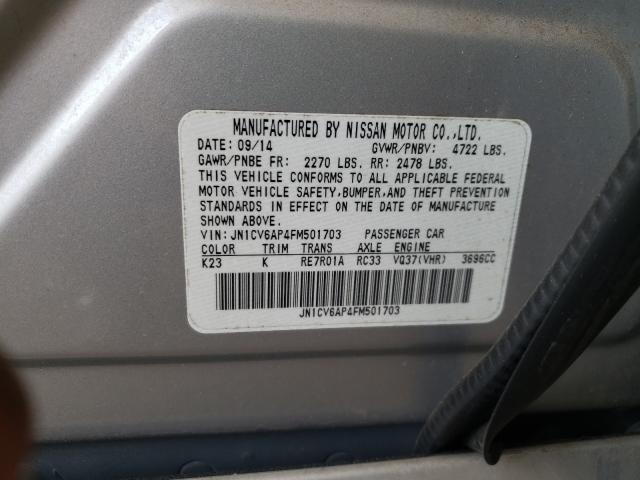 MANUFACTURED BY NISSAN MOTOR CO.,LTD.
DATE: 09/14 GVWR/PNBV: 4722 LBS.
GAWR/PNBE FR: 2270 LBS. RR: 2478 LBS.
THIS VEHICLE CONFORMS TO ALL APPLICABLE FEDERAL
MOTOR VEHICLE SAFETY,BUMPER,AND THEFT PREVENTION
STANDARDS IN EFFECT ON THE DATE OF MANUFACTURE
SHOWN ABOVE.
VIN: JN1CV6AP4FM501703 PASSENGER CAR
COLOR TRIM TRANS AXLE ENGINE
K23 K RE7R01A RC33 VQ37(VHR) 3696CC
JN1CV6AP4FM501703